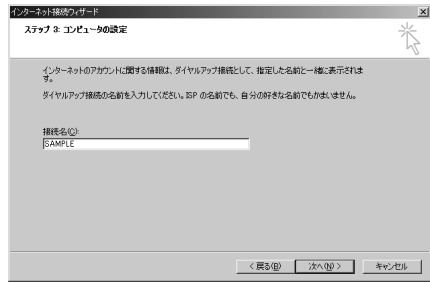 インターネット接続ウィザード
ステップ 3: コンピュータの設定
インターネットのアカウントに関する情報は、ダイヤルアップ接続として、指定した名前と一緒に表示されま
す。
ダイヤルアップ接続の名前を入力してください。ISP の名前でも、自分の好きな名前でもかまいません。
接続名(C):
SAMPLE
< 戻る(B)
次へ(N) >
キャンセル